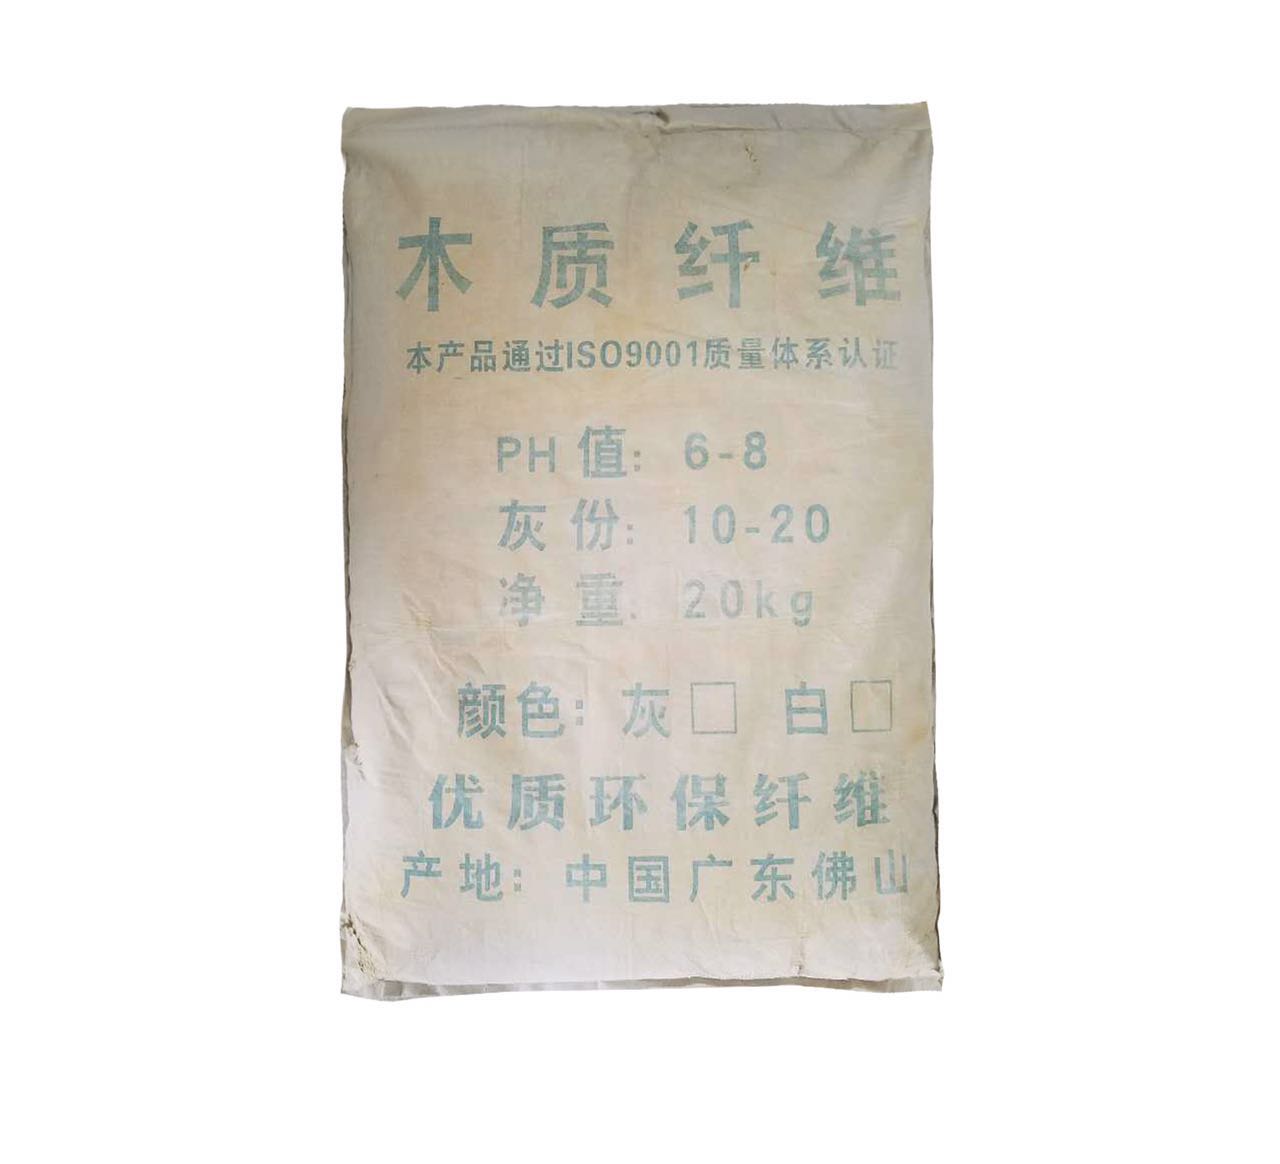 木质纤维
本产品通过ISO9001质量体系认证
PH值: 6-8
灰份: 10-20
净重: 20kg
颜色: 灰□ 白□
优质环保纤维
产地: 中国广东佛山